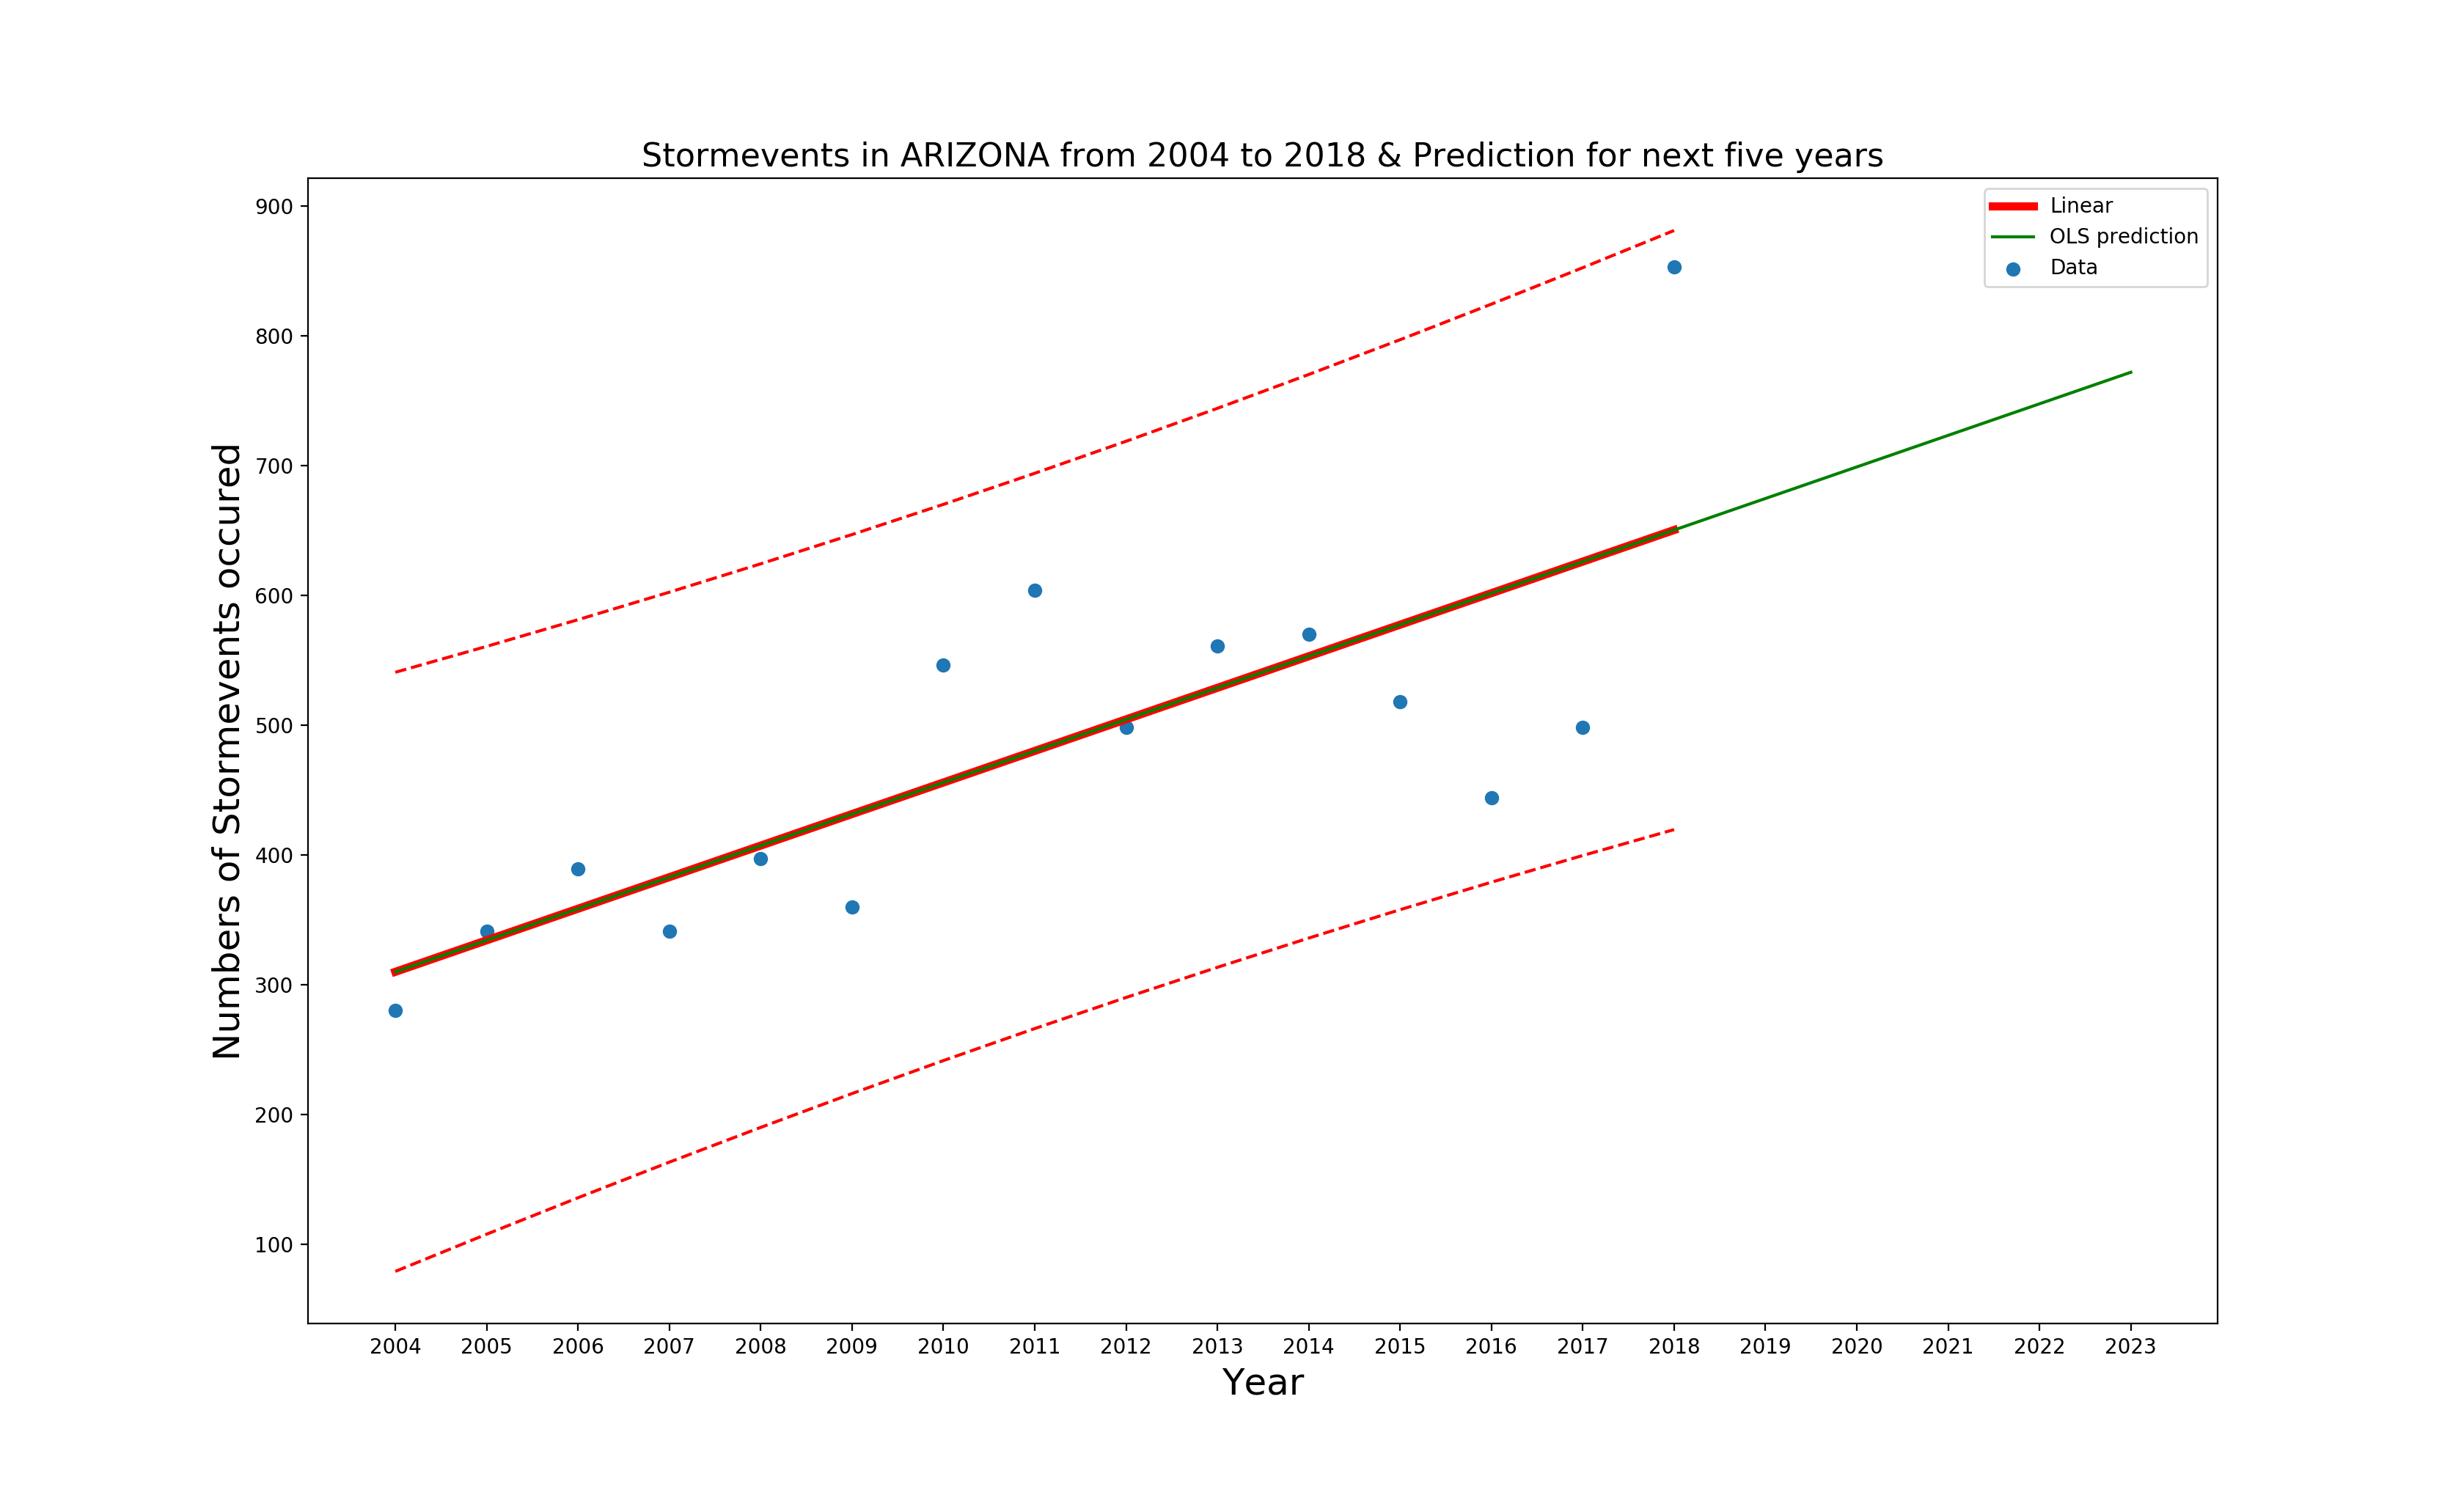 Stormevents in ARIZONA from 2004 to 2018 & Prediction for next five years
Linear
OLS prediction
Data
Numbers of Stormevents occured
900
800
700
600
500
400
300
200
100
2004 2005 2006 2007 2008 2009 2010 2011 2012 2013 2014 2015 2016 2017 2018 2019 2020 2021 2022 2023
Year